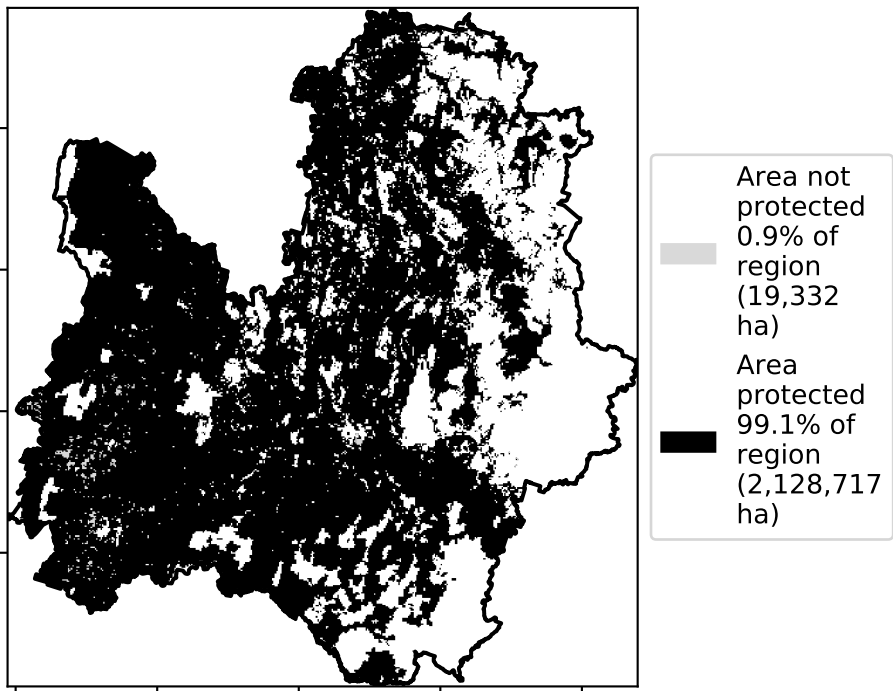 Area not
protected
0.9% of
region
(19,332
ha)
Area
protected
99.1% of
region
(2,128,717
ha)